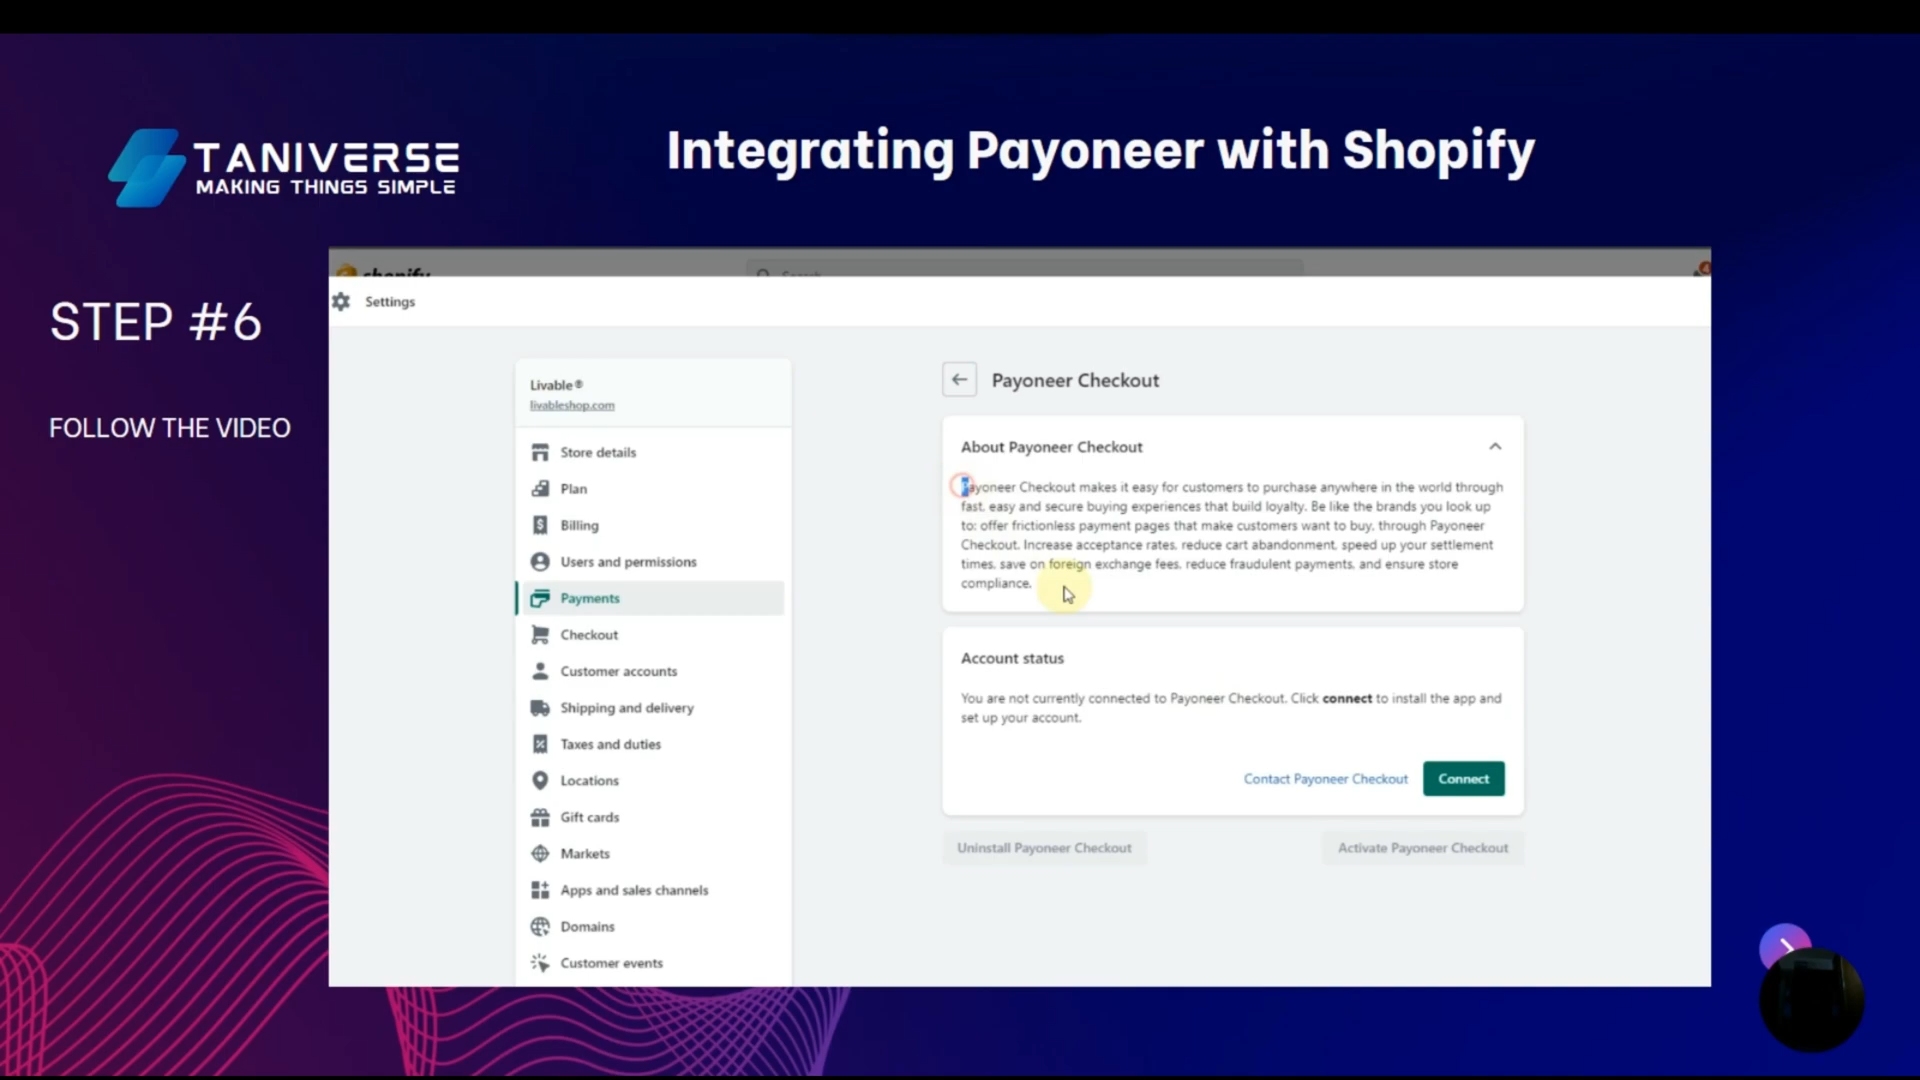 TANIVERSE
MAKING THINGS SIMPLE
Integrating Payoneer with Shopify
STEP #6
FOLLOW THE VIDEO
shopify
Search
Settings
Livable®
livableshop.com
Store details
Plan
Billing
Users and permissions
Payments
Checkout
Customer accounts
Shipping and delivery
Taxes and duties
Locations
Gift cards
Markets
Apps and sales channels
Domains
Customer events
Payoneer Checkout
About Payoneer Checkout
Payoneer Checkout makes it easy for customers to purchase anywhere in the world through
fast, easy and secure buying experiences that build loyalty. Be like the brands you look up
to: offer frictionless payment pages that make customers want to buy, through Payoneer
Checkout. Increase acceptance rates, reduce cart abandonment, speed up your settlement
times, save on foreign exchange fees, reduce fraudulent payments, and ensure store
compliance.
Account status
You are not currently connected to Payoneer Checkout. Click connect to install the app and
set up your account.
Contact Payoneer Checkout
Connect
Uninstall Payoneer Checkout
Activate Payoneer Checkout